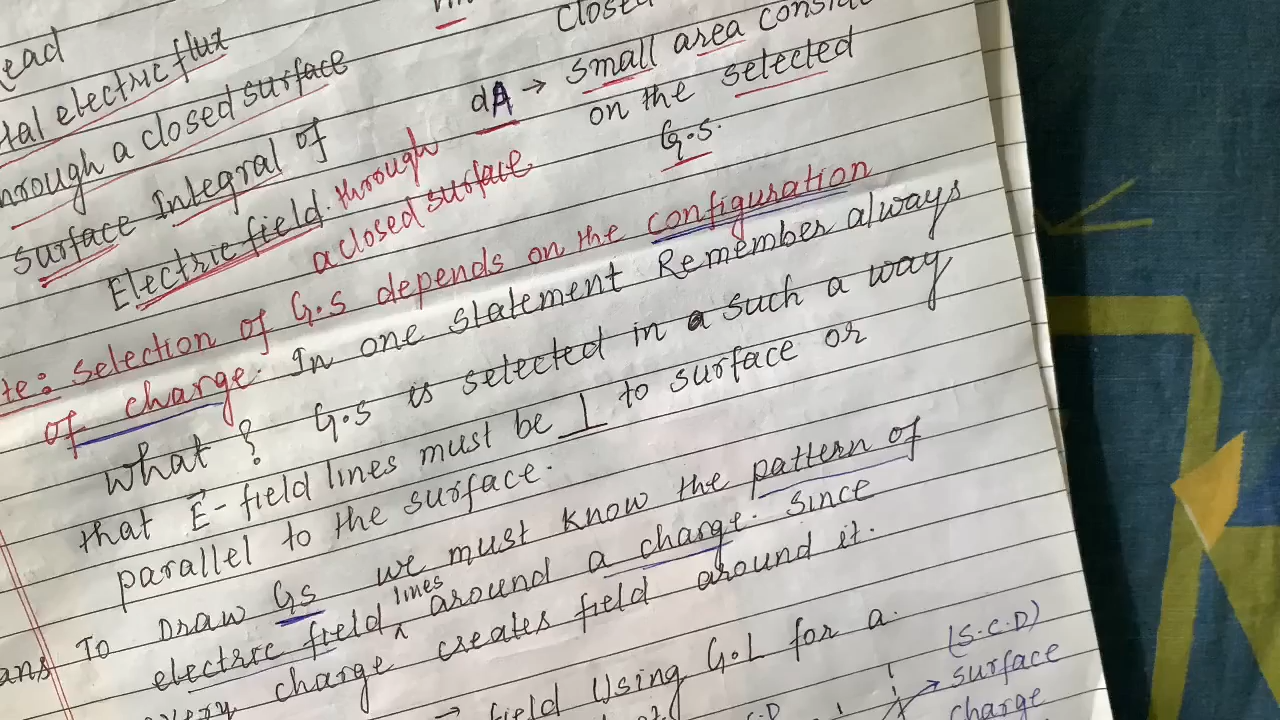 closed
dA → small area
on the selected
G.S.
ead
tal electric flux
hrough a closed surface
surface Integral of
Electric field. through
a closed surface
te: selection of G.S depends on the configuration
of charge. In one statement Remember always
what? G.S is selected in a such a way
that E⃗-field lines must be ⊥ to surface or
parallel to the surface.
To Draw GS we must know the pattern of
electric field lines around a charge. Since
very charge creates field around it.
→ field Using G.L for a
(S.C.D)
surface
charge